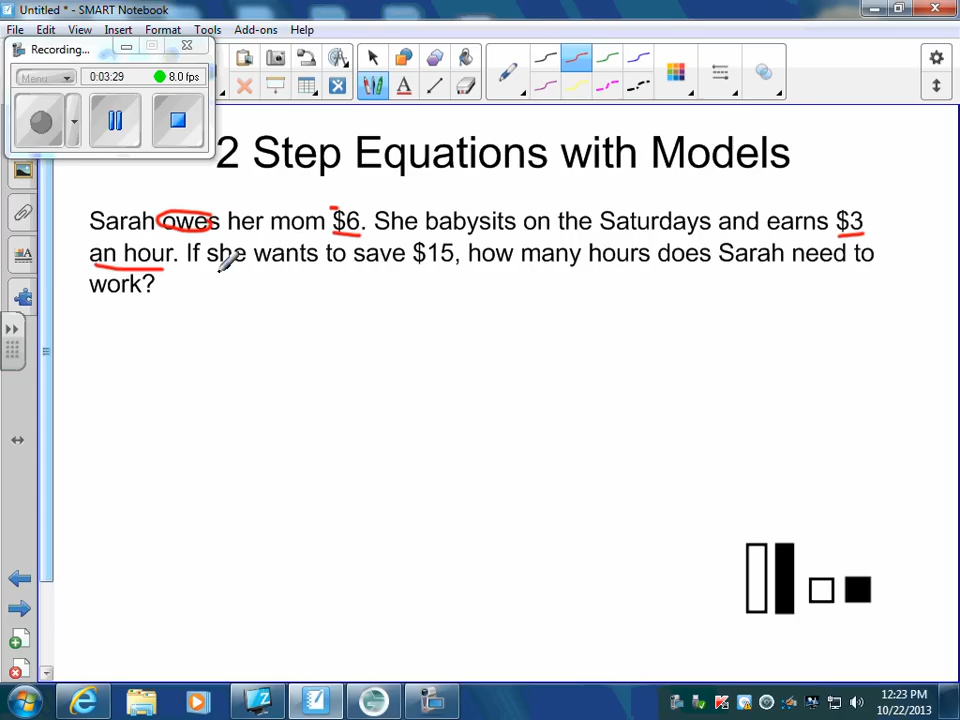 Untitled * - SMART Notebook
File Edit View Insert Format Tools Add-ons Help
Recording...
Menu 0:03:29 8.0 fps
2 Step Equations with Models
Sarah owes her mom $6. She babysits on the Saturdays and earns $3
an hour. If she wants to save $15, how many hours does Sarah need to
work?
12:23 PM
10/22/2013